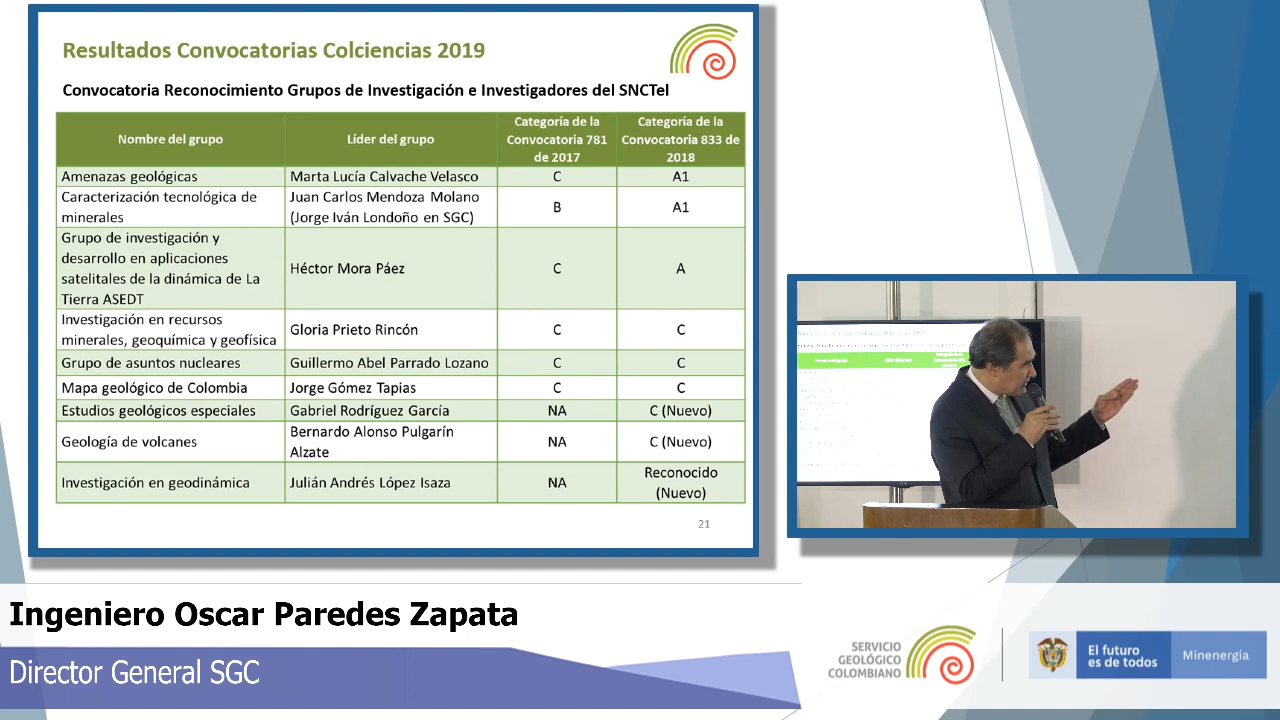 Resultados Convocatorias Colciencias 2019
Convocatoria Reconocimiento Grupos de Investigación e Investigadores del SNCTeI
Nombre del grupo
Líder del grupo
Categoría de la
Convocatoria 781
de 2017
Categoría de la
Convocatoria 833 de
2018
Amenazas geológicas
Marta Lucía Calvache Velasco
C
A1
Caracterización tecnológica de
minerales
Juan Carlos Mendoza Molano
(Jorge Iván Londoño en SGC)
B
A1
Grupo de investigación y
desarrollo en aplicaciones
satelitales de la dinámica de La
Tierra ASEDT
Héctor Mora Páez
C
A
Investigación en recursos
minerales, geoquímica y geofísica
Gloria Prieto Rincón
C
C
Grupo de asuntos nucleares
Guillermo Abel Parrado Lozano
C
C
Mapa geológico de Colombia
Jorge Gómez Tapias
C
C
Estudios geológicos especiales
Gabriel Rodríguez García
NA
C (Nuevo)
Geología de volcanes
Bernardo Alonso Pulgarín
Alzate
NA
C (Nuevo)
Investigación en geodinámica
Julián Andrés López Isaza
NA
Reconocido
(Nuevo)
21
Ingeniero Oscar Paredes Zapata
Director General SGC
SERVICIO
GEOLÓGICO
COLOMBIANO
El futuro
es de todos
Minenergía